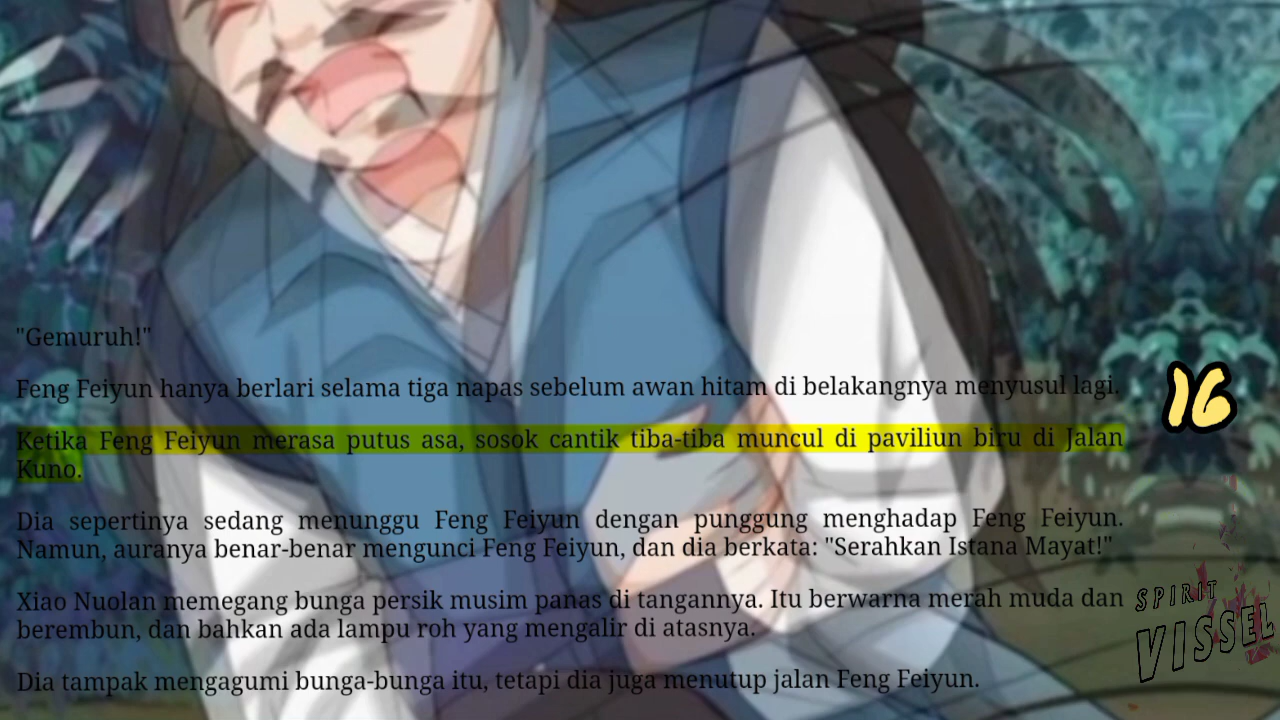 "Gemuruh!"
Feng Feiyun hanya berlari selama tiga napas sebelum awan hitam di belakangnya menyusul lagi.
16
Ketika Feng Feiyun merasa putus asa, sosok cantik tiba-tiba muncul di paviliun biru di Jalan
Kuno.
Dia sepertinya sedang menunggu Feng Feiyun dengan punggung menghadap Feng Feiyun.
Namun, auranya benar-benar mengunci Feng Feiyun, dan dia berkata: "Serahkan Istana Mayat!"
Xiao Nuolan memegang bunga persik musim panas di tangannya. Itu berwarna merah muda dan
berembun, dan bahkan ada lampu roh yang mengalir di atasnya.
Dia tampak mengagumi bunga-bunga itu, tetapi dia juga menutup jalan Feng Feiyun.
SPIRIT
VISSEL